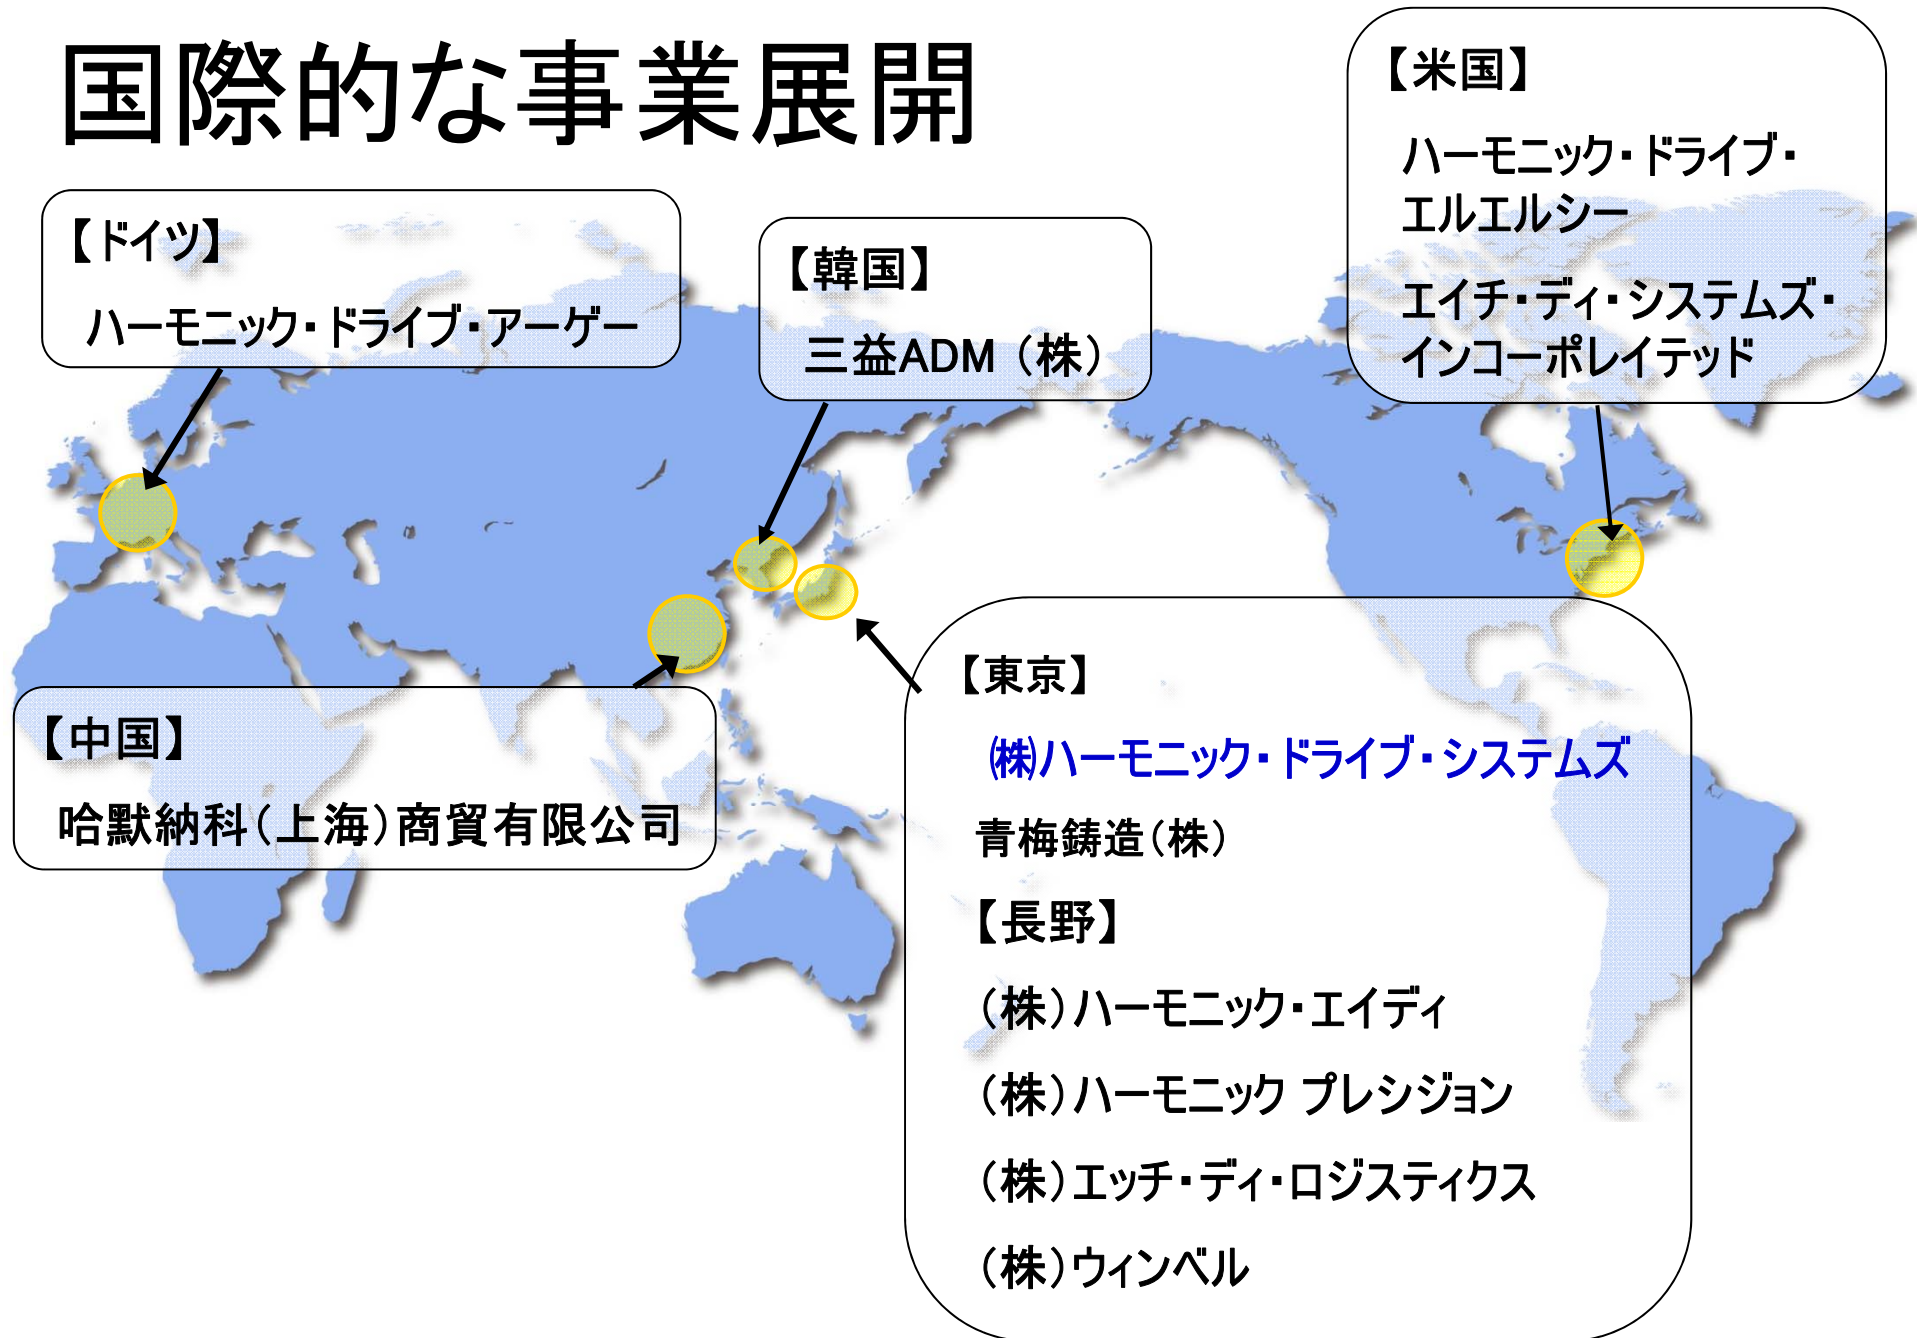 国際的な事業展開
【米国】
ハーモニック・ドライブ・
エルエルシー
エイチ・ディ・システムズ・
インコーポレイテッド
【ドイツ】
ハーモニック・ドライブ・アーゲー
【韓国】
三益ADM（株）
【中国】
哈默納科（上海）商貿有限公司
【東京】
㈱ハーモニック・ドライブ・システムズ
青梅鋳造（株）
【長野】
（株）ハーモニック・エイディ
（株）ハーモニック プレシジョン
（株）エッチ・ディ・ロジスティクス
（株）ウィンベル